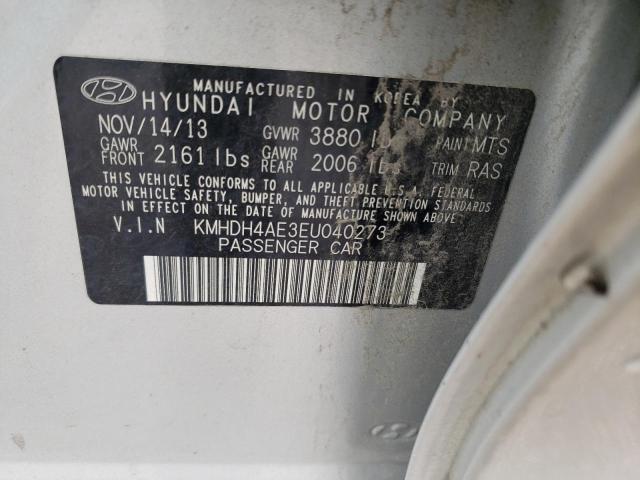 MANUFACTURED IN KOREA BY
HYUNDAI MOTOR COMPANY
NOV/14/13 GVWR 3880 PAINT MTS
GAWR FRONT 2161 lbs GAWR REAR 2006 lbs TRIM RAS
THIS VEHICLE CONFORMS TO ALL APPLICABLE U.S.A. FEDERAL
MOTOR VEHICLE SAFETY, BUMPER, AND THEFT PREVENTION STANDARDS
IN EFFECT ON THE DATE OF MANUFACTURE SHOWN ABOVE.
V.I.N KMHDH4AE3EU040273
PASSENGER CAR